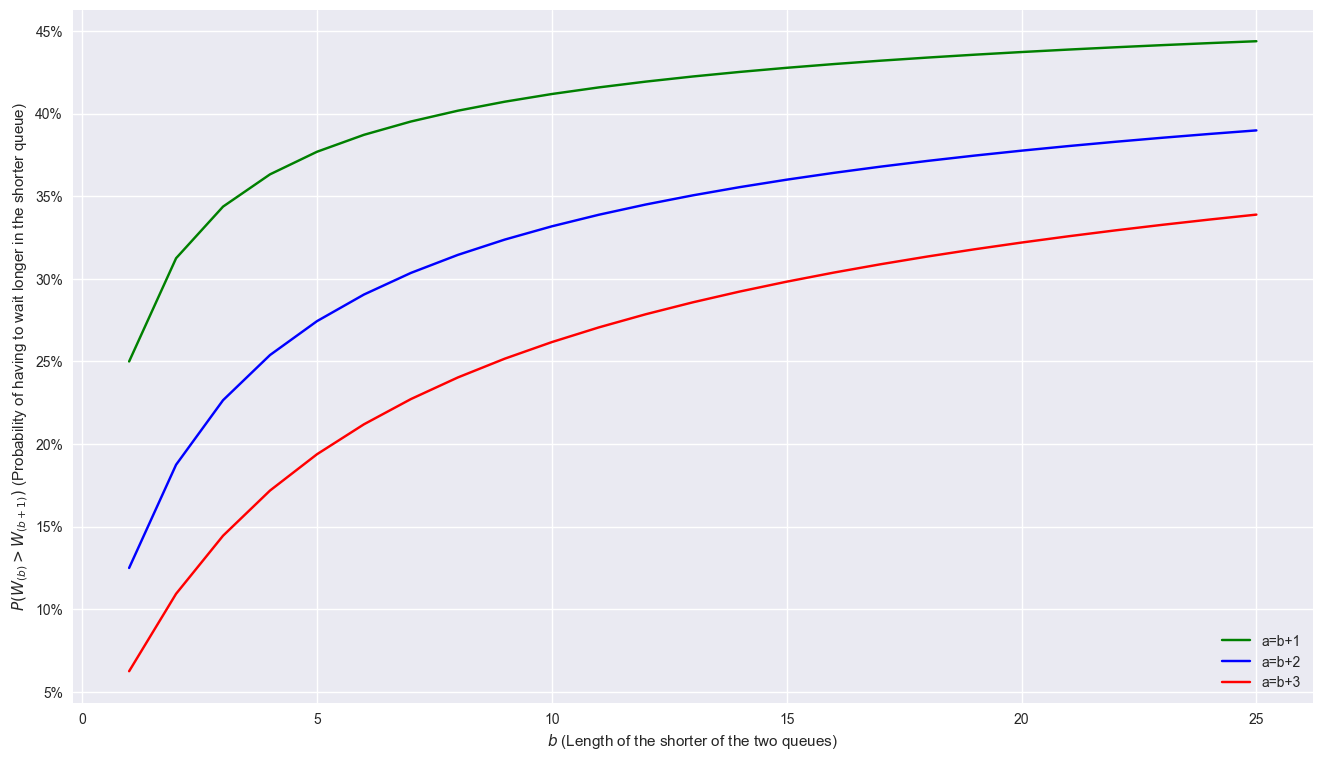 45%
40%
35%
30%
25%
20%
15%
10%
5%
P(W(b) > W(b+1)) (Probability of having to wait longer in the shorter queue)
0 5 10 15 20 25
b (Length of the shorter of the two queues)
a=b+1
a=b+2
a=b+3